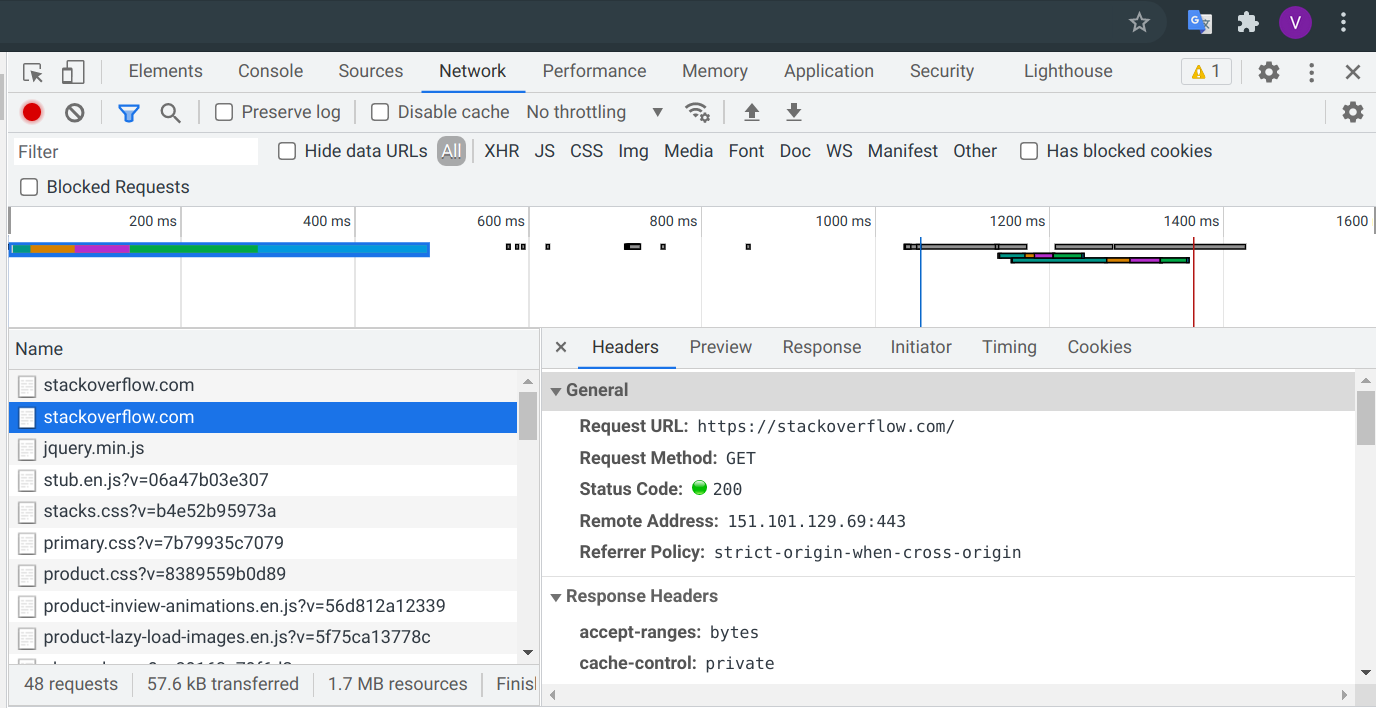 V
Elements Console Sources Network Performance Memory Application Security Lighthouse 1
Preserve log Disable cache No throttling
Filter Hide data URLs All XHR JS CSS Img Media Font Doc WS Manifest Other Has blocked cookies
Blocked Requests
200 ms 400 ms 600 ms 800 ms 1000 ms 1200 ms 1400 ms 1600
Name
Headers Preview Response Initiator Timing Cookies
stackoverflow.com
stackoverflow.com
jquery.min.js
stub.en.js?v=06a47b03e307
stacks.css?v=b4e52b95973a
primary.css?v=7b79935c7079
product.css?v=8389559b0d89
product-inview-animations.en.js?v=56d812a12339
product-lazy-load-images.en.js?v=5f75ca13778c
48 requests 57.6 kB transferred 1.7 MB resources
General
Request URL: https://stackoverflow.com/
Request Method: GET
Status Code: 200
Remote Address: 151.101.129.69:443
Referrer Policy: strict-origin-when-cross-origin
Response Headers
accept-ranges: bytes
cache-control: private